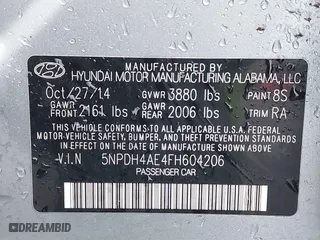 MANUFACTURED BY
HYUNDAI MOTOR MANUFACTURING ALABAMA, LLC
Oct/27/14 GVWR 3880 lbs PAINT 8S
GAWR FRONT 2161 lbs GAWR REAR 2006 lbs TRIM RA
THIS VEHICLE CONFORMS TO ALL APPLICABLE FEDERAL
MOTOR VEHICLE SAFETY, BUMPER, AND THEFT
PREVENTION STANDARDS IN EFFECT ON THE DATE OF
MANUFACTURE SHOWN ABOVE.
V.I.N 5NPDH4AE4FH604206
PASSENGER CAR
DREAMBID